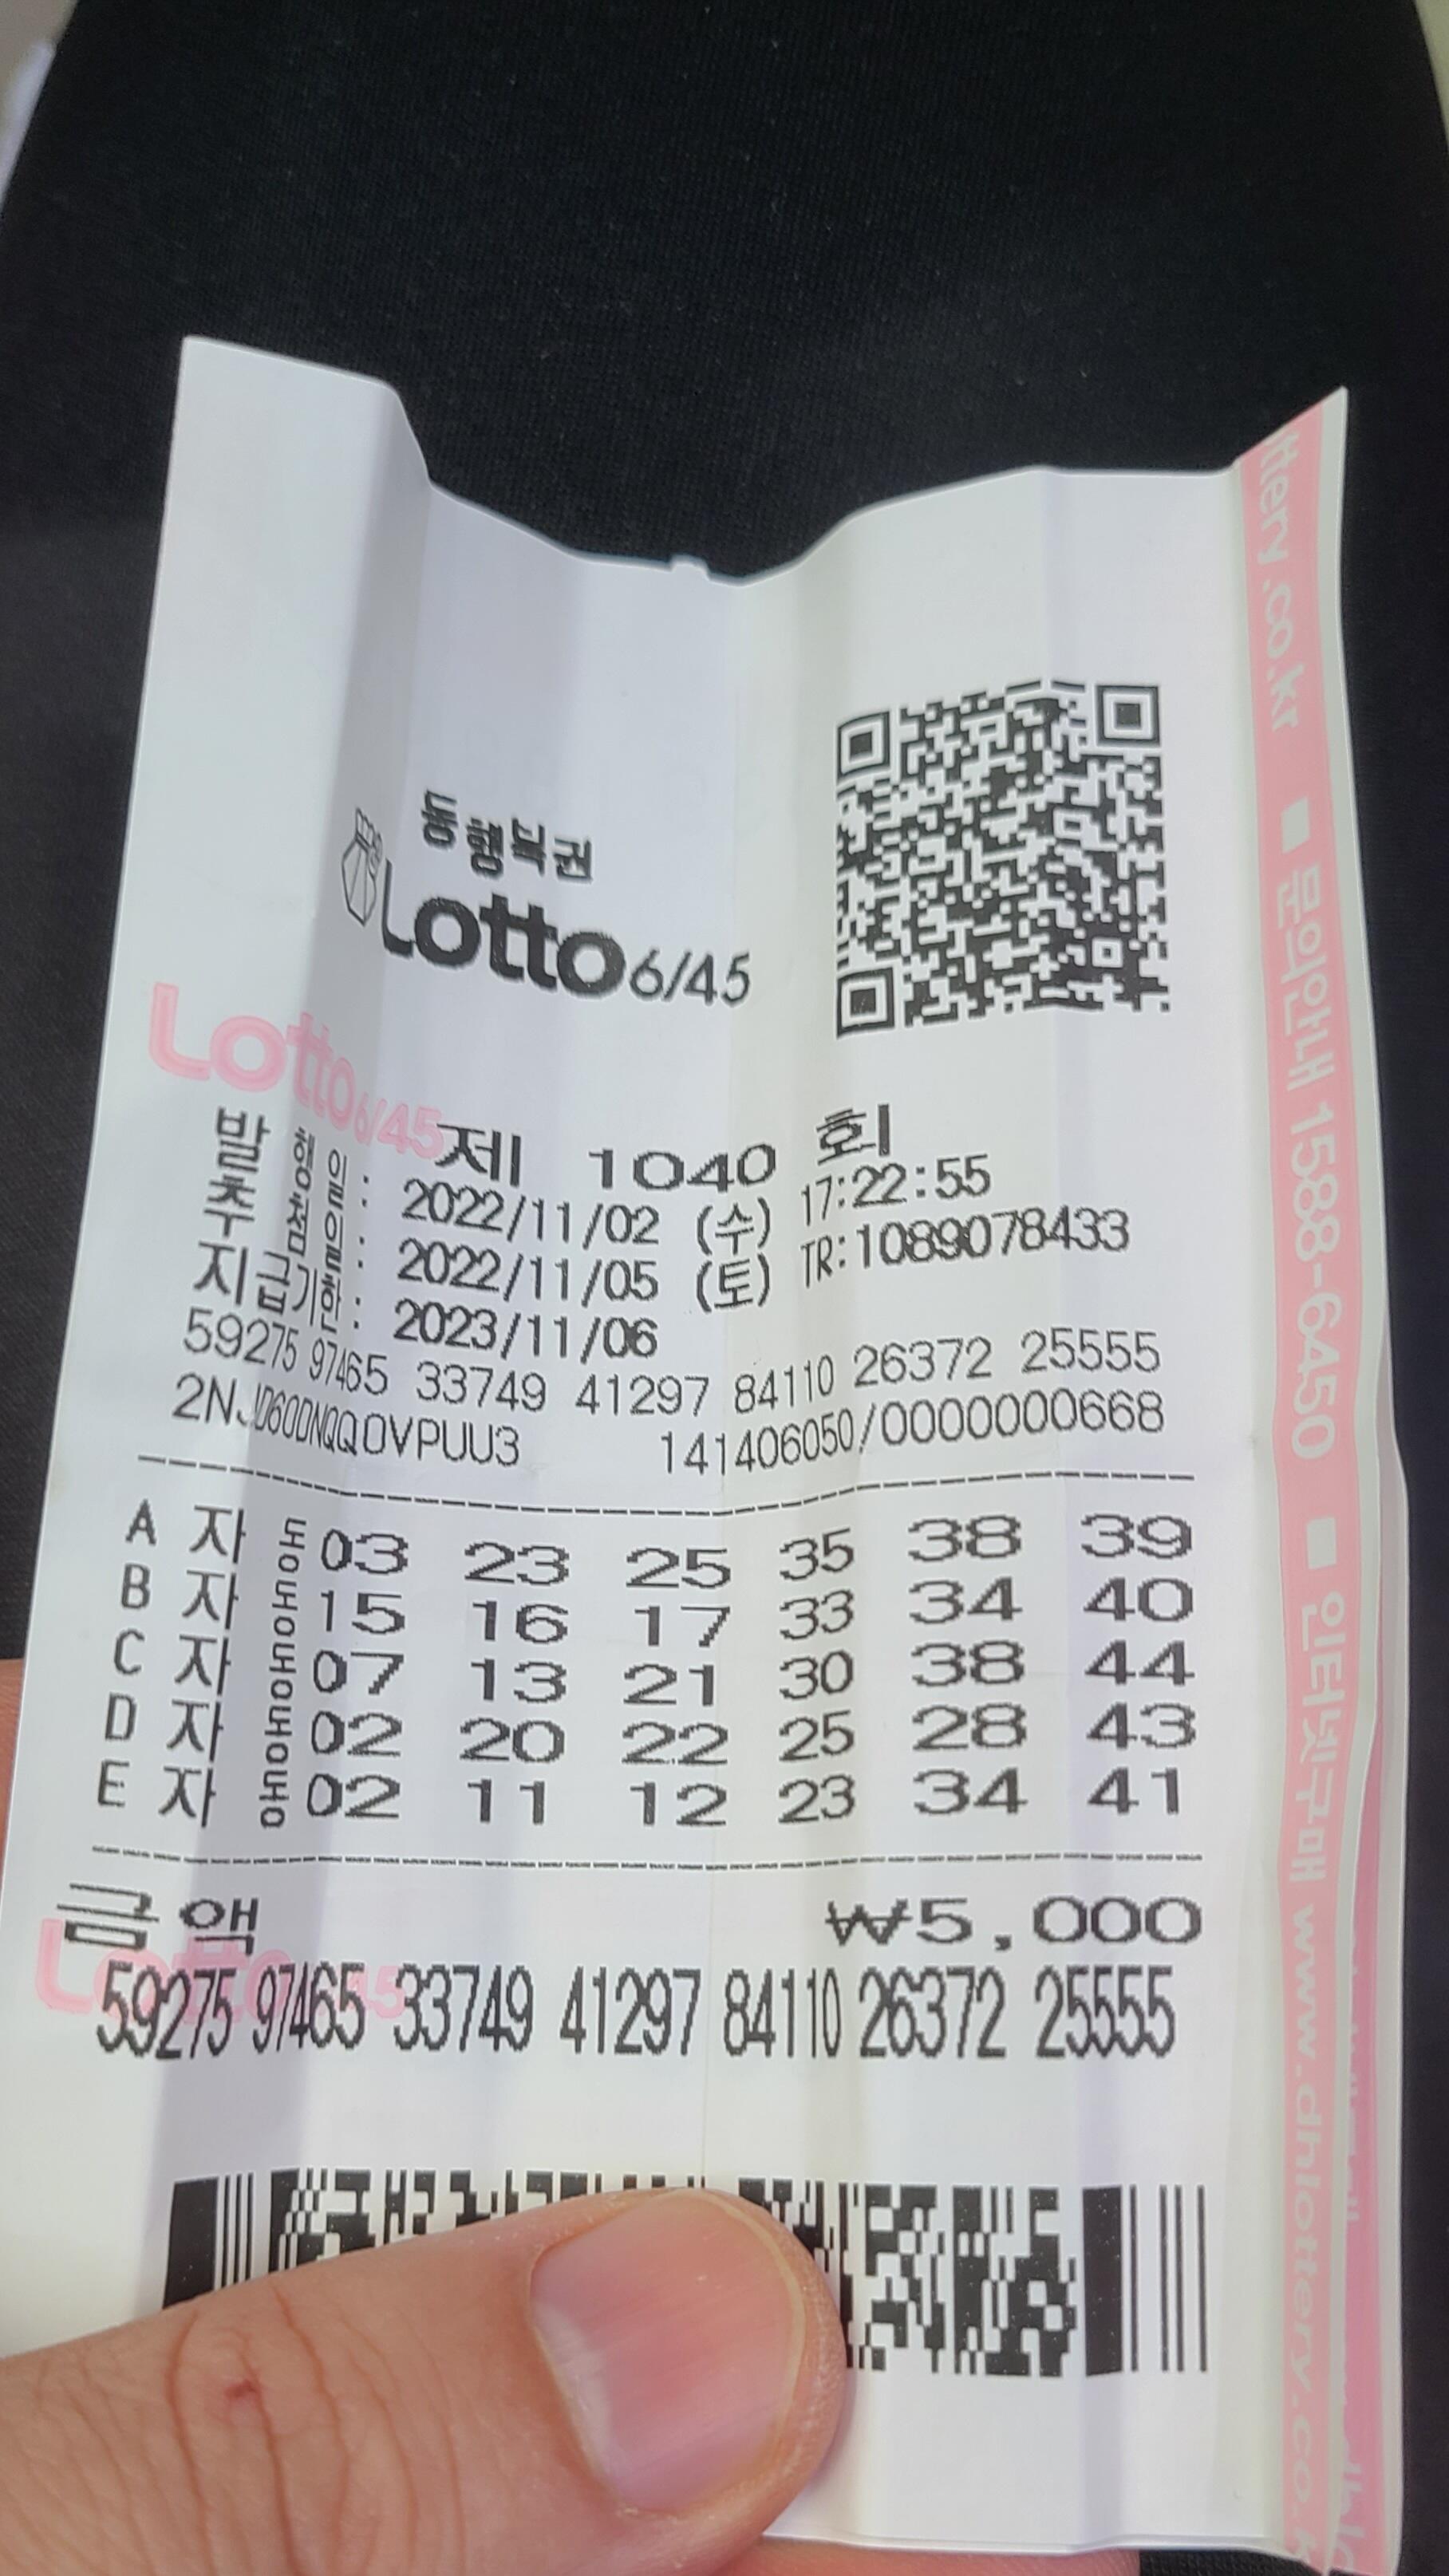 동행복권
Lotto 6/45
Lotto 6/45
제 1040 회
발행일 : 2022/11/02 (수) 17:22:55
추첨일 : 2022/11/05 (토) TR:1089078433
지급기한 : 2023/11/06
59275 97465 33749 41297 84110 26372 25555
141406050/0000000668
A 자동 03 23 25 35 38 39
B 자동 15 16 17 33 34 40
C 자동 07 13 21 30 38 44
D 자동 02 20 22 25 28 43
E 자동 02 11 12 23 34 41
금액 ₩5,000
59275 97465 33749 41297 84110 26372 25555
ttery.co.kr ■ 문의안내 1588-6450 ■ 인터넷구매 www.dhlottery.co.k